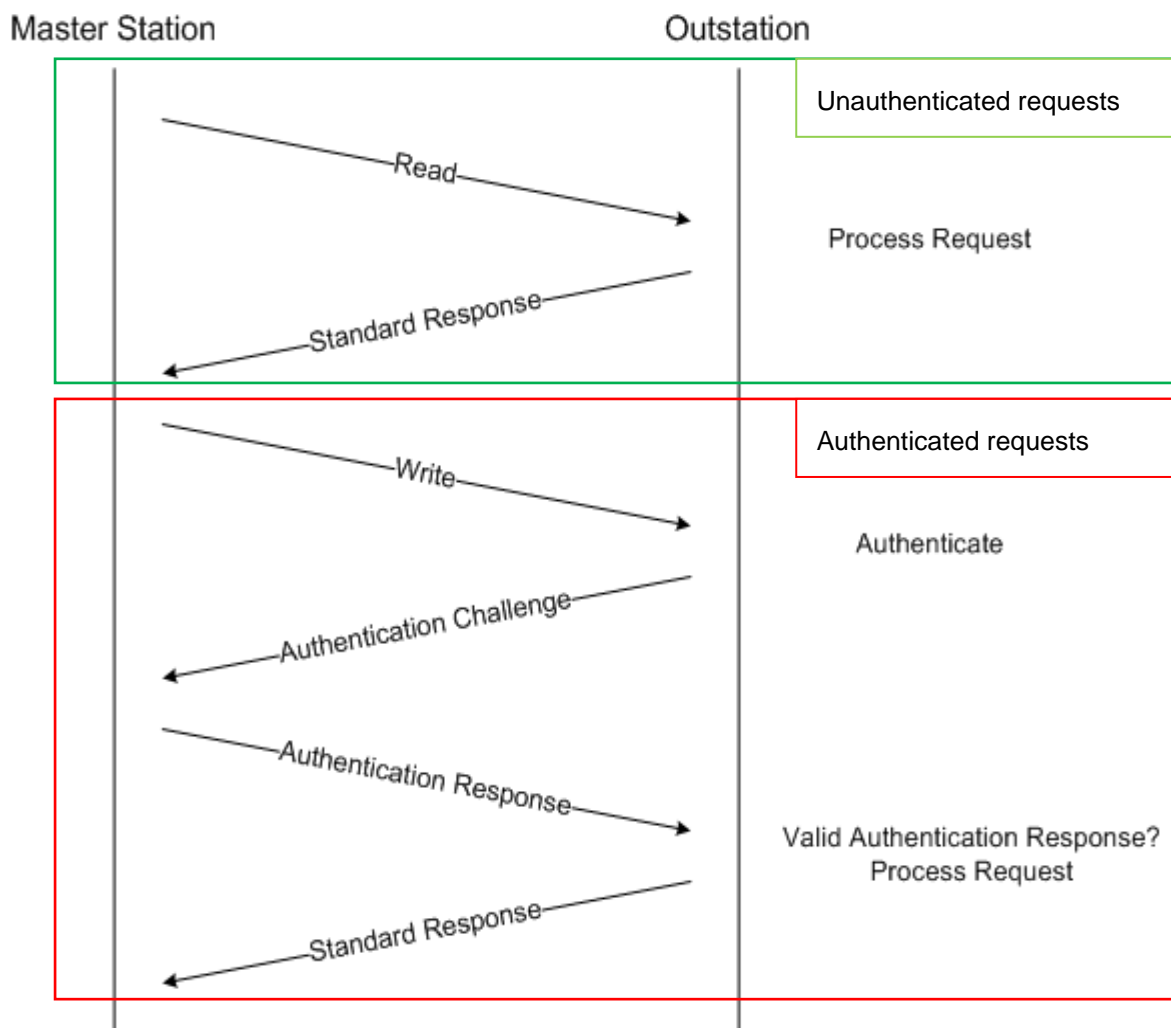 Master Station
Outstation
Unauthenticated requests
Read
Process Request
Standard Response
Authenticated requests
Write
Authenticate
Authentication Challenge
Authentication Response
Valid Authentication Response?
Process Request
Standard Response